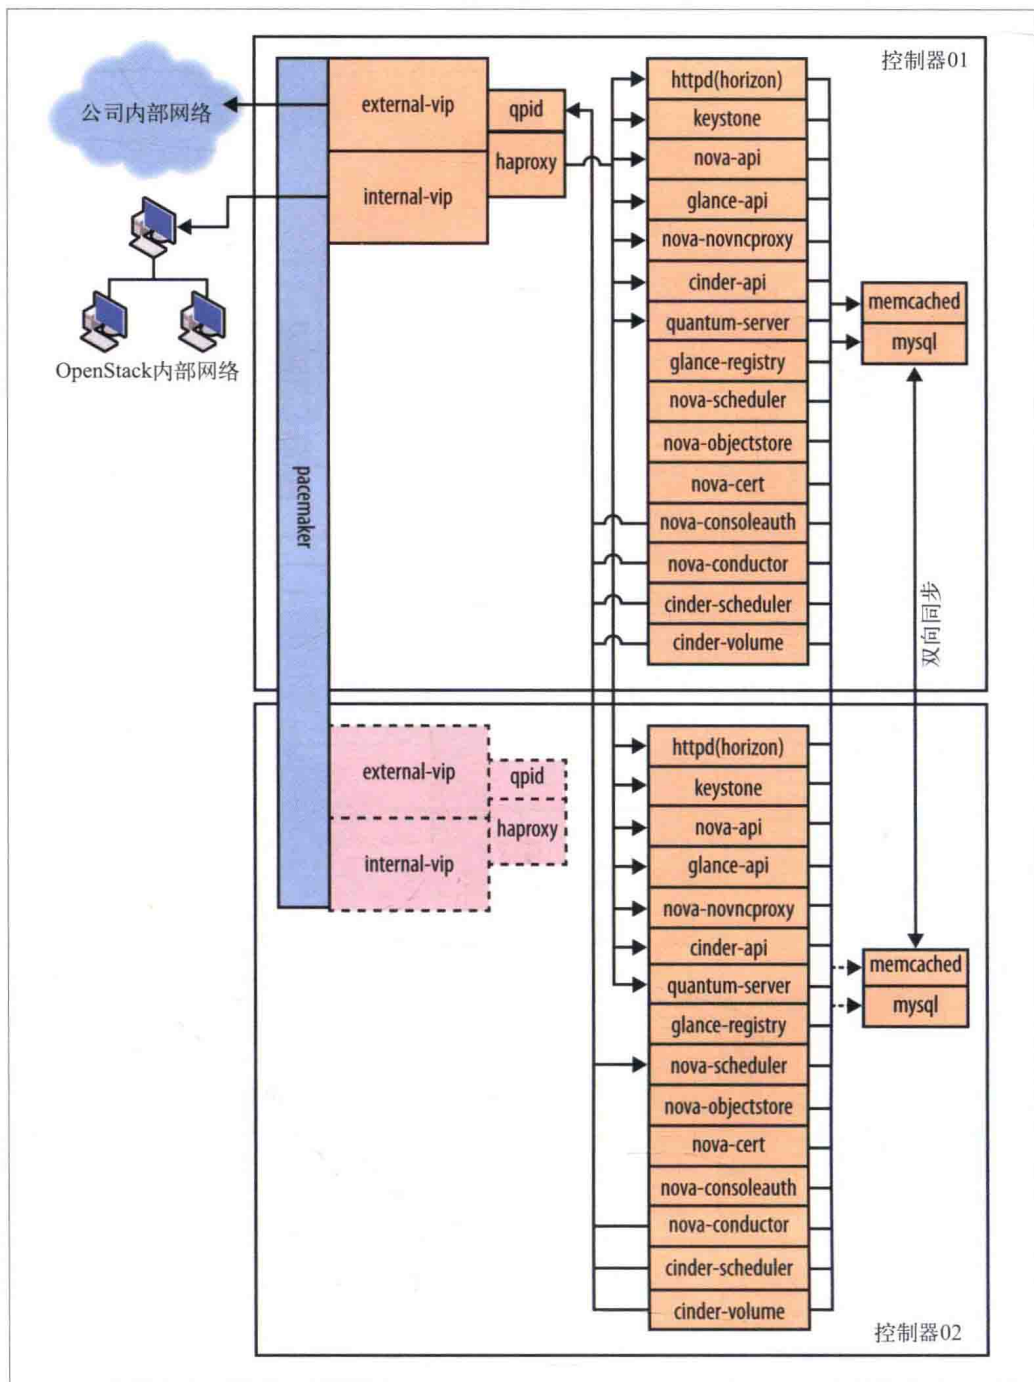 控制器01
公司内部网络
external-vip
internal-vip
qpid
haproxy
httpd(horizon)
keystone
nova-api
glance-api
nova-novncproxy
cinder-api
quantum-server
glance-registry
nova-scheduler
nova-objectstore
nova-cert
nova-consoleauth
nova-conductor
cinder-scheduler
cinder-volume
memcached
mysql
OpenStack内部网络
pacemaker
双向同步
external-vip
internal-vip
qpid
haproxy
httpd(horizon)
keystone
nova-api
glance-api
nova-novncproxy
cinder-api
quantum-server
glance-registry
nova-scheduler
nova-objectstore
nova-cert
nova-consoleauth
nova-conductor
cinder-scheduler
cinder-volume
memcached
mysql
控制器02